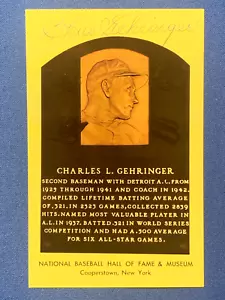 Chas Gehringer
CHARLES L. GEHRINGER
SECOND BASEMAN WITH DETROIT A.L. FROM
1925 THROUGH 1941 AND COACH IN 1942.
COMPILED LIFETIME BATTING AVERAGE
OF .321, IN 2323 GAMES, COLLECTED 2839
HITS. NAMED MOST VALUABLE PLAYER IN
A.L. IN 1937. BATTED .321 IN WORLD SERIES
COMPETITION AND HAD A .500 AVERAGE
FOR SIX ALL-STAR GAMES.
NATIONAL BASEBALL HALL OF FAME & MUSEUM
Cooperstown, New York